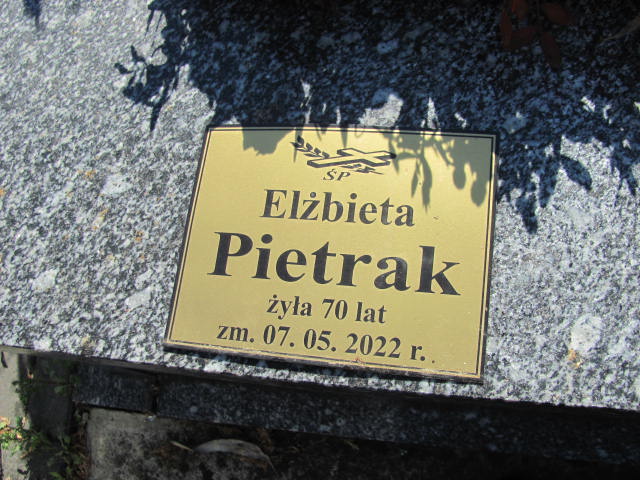 ŚP
Elżbieta
Pietrak
żyła 70 lat
zm. 07. 05. 2022 r.